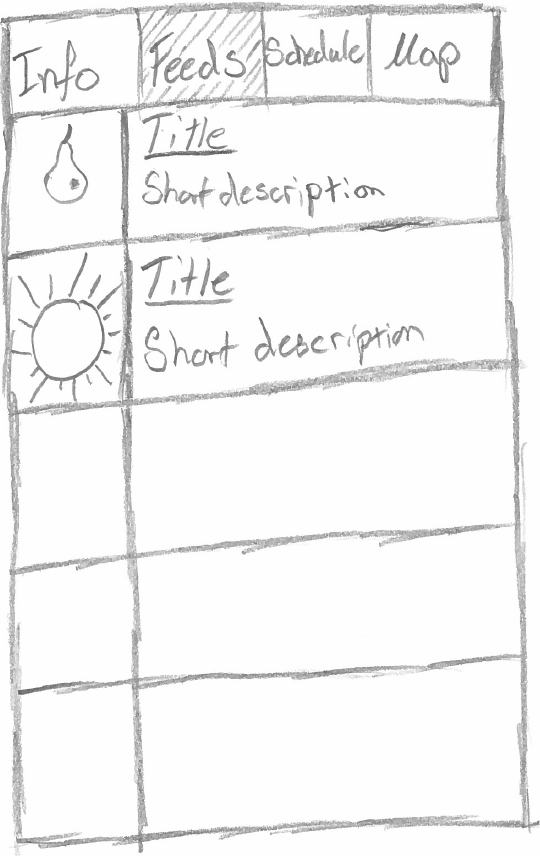 Info Feeds Schedule Map
Title
Short description
Title
Short description